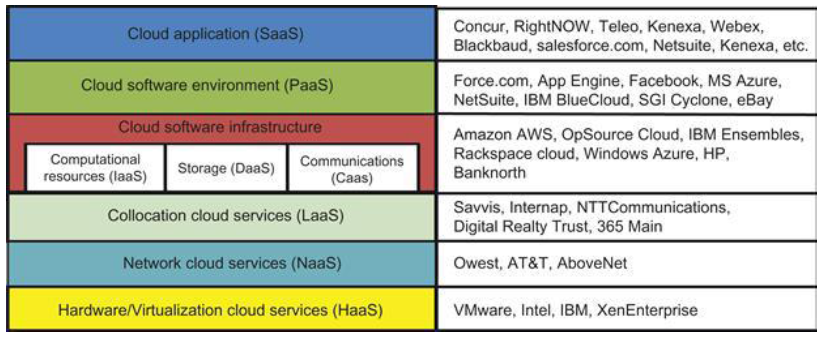 Cloud application (SaaS)
Concur, RightNOW, Teleo, Kenexa, Webex,
Blackbaud, salesforce.com, Netsuite, Kenexa, etc.
Cloud software environment (PaaS)
Force.com, App Engine, Facebook, MS Azure,
NetSuite, IBM BlueCloud, SGI Cyclone, eBay
Cloud software infrastructure
Computational
resources (IaaS)
Storage (DaaS)
Communications
(Caas)
Amazon AWS, OpSource Cloud, IBM Ensembles,
Rackspace cloud, Windows Azure, HP,
Banknorth
Collocation cloud services (LaaS)
Savvis, Internap, NTTCommunications,
Digital Realty Trust, 365 Main
Network cloud services (NaaS)
Owest, AT&T, AboveNet
Hardware/Virtualization cloud services (HaaS)
VMware, Intel, IBM, XenEnterprise